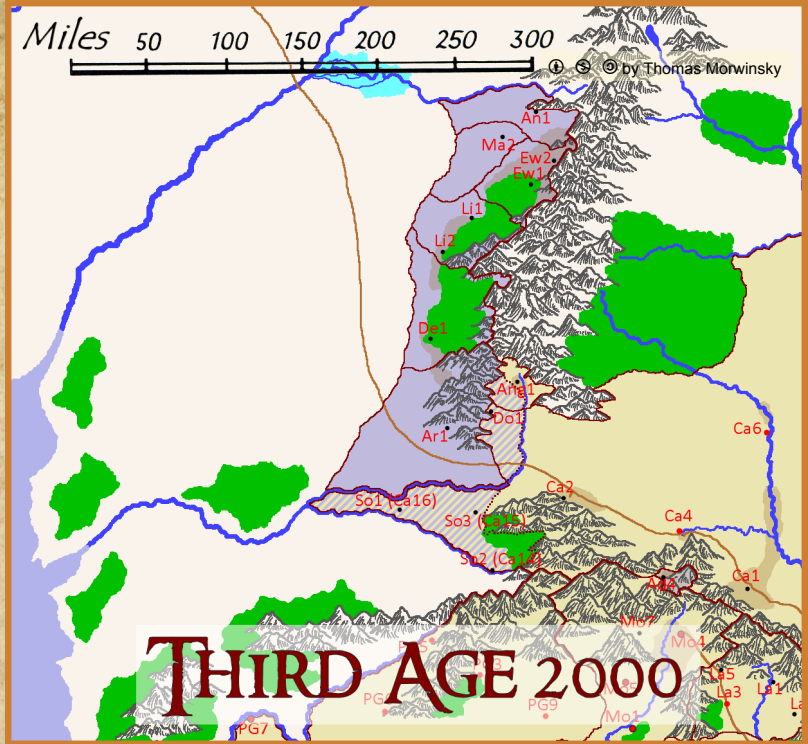 Miles 50 100 150 200 250 300
by Thomas Morwinsky
An1
Ma2
Ew2
Ew1
Li1
Li2
De1
Ang1
Do1
Ar1
Ca6
Ca2
So1 (Ca16)
So3 (Ca15)
Ca4
Ca1
Mo7
Mo4
La5
La1
La3
PG9
Mo1
PG7
THIRD AGE 2000